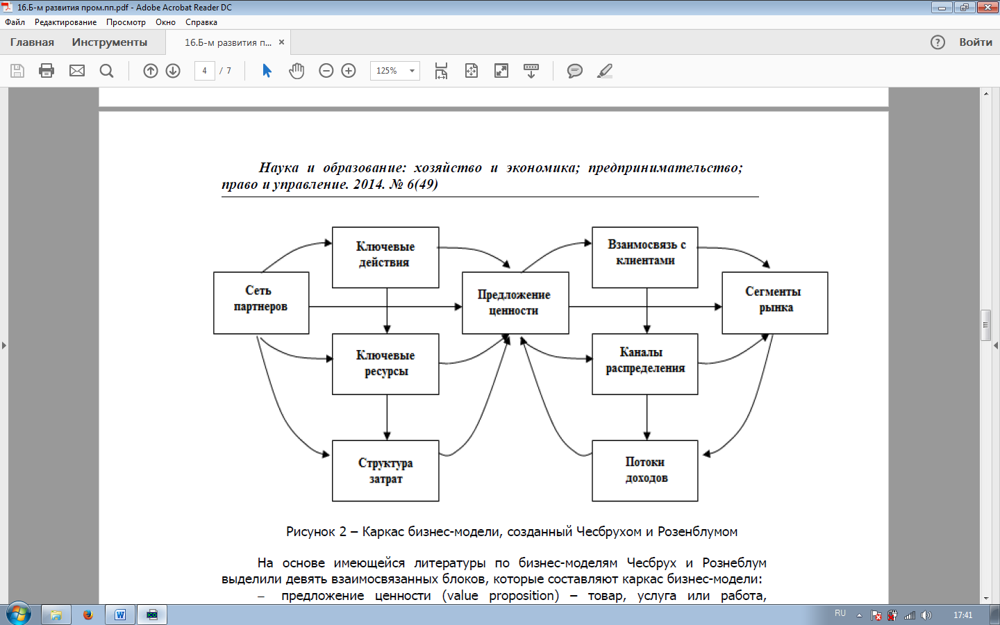 16.Б-м развития пром.пп.pdf - Adobe Acrobat Reader DC
Файл Редактирование Просмотр Окно Справка
Главная Инструменты 16.Б-м развития п... × ? Войти
4 / 7 125%
Наука и образование: хозяйство и экономика; предпринимательство;
право и управление. 2014. № 6(49)
Ключевые
действия
Взаимосвязь с
клиентами
Сеть
партнеров
Предложение
ценности
Сегменты
рынка
Ключевые
ресурсы
Каналы
распределения
Структура
затрат
Потоки
доходов
Рисунок 2 – Каркас бизнес-модели, созданный Чесбрухом и Розенблумом
На основе имеющейся литературы по бизнес-моделям Чесбрух и Рознеблум
выделили девять взаимосвязанных блоков, которые составляют каркас бизнес-модели:
– предложение ценности (value proposition) – товар, услуга или работа,
RU 17:41